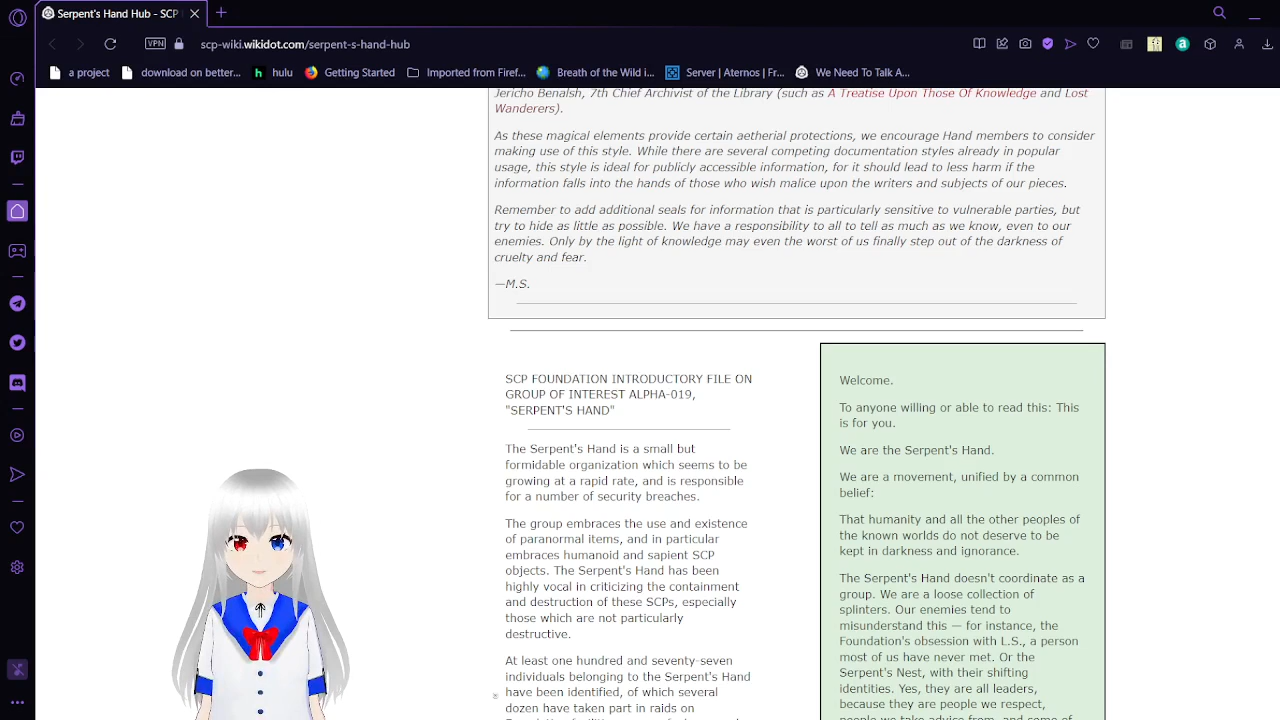 Serpent's Hand Hub - SCP
VPN
scp-wiki.wikidot.com/serpent-s-hand-hub
a project
download on better...
hulu
Getting Started
Imported from Firef...
Breath of the Wild i...
Server | Aternos | Fr...
We Need To Talk A...
Jericho Benalsh, 7th Chief Archivist of the Library (such as A Treatise Upon Those Of Knowledge and Lost
Wanderers).
As these magical elements provide certain aetherial protections, we encourage Hand members to consider
making use of this style. While there are several competing documentation styles already in popular
usage, this style is ideal for publicly accessible information, for it should lead to less harm if the
information falls into the hands of those who wish malice upon the writers and subjects of our pieces.
Remember to add additional seals for information that is particularly sensitive to vulnerable parties, but
try to hide as little as possible. We have a responsibility to all to tell as much as we know, even to our
enemies. Only by the light of knowledge may even the worst of us finally step out of the darkness of
cruelty and fear.
—M.S.
SCP FOUNDATION INTRODUCTORY FILE ON
GROUP OF INTEREST ALPHA-019,
"SERPENT'S HAND"
The Serpent's Hand is a small but
formidable organization which seems to be
growing at a rapid rate, and is responsible
for a number of security breaches.
The group embraces the use and existence
of paranormal items, and in particular
embraces humanoid and sapient SCP
objects. The Serpent's Hand has been
highly vocal in criticizing the containment
and destruction of these SCPs, especially
those which are not particularly
destructive.
At least one hundred and seventy-seven
individuals belonging to the Serpent's Hand
have been identified, of which several
dozen have taken part in raids on
Welcome.
To anyone willing or able to read this: This
is for you.
We are the Serpent's Hand.
We are a movement, unified by a common
belief:
That humanity and all the other peoples of
the known worlds do not deserve to be
kept in darkness and ignorance.
The Serpent's Hand doesn't coordinate as a
group. We are a loose collection of
splinters. Our enemies tend to
misunderstand this — for instance, the
Foundation's obsession with L.S., a person
most of us have never met. Or the
Serpent's Nest, with their shifting
identities. Yes, they are all leaders,
because they are people we respect,
people we take advice from, and some of